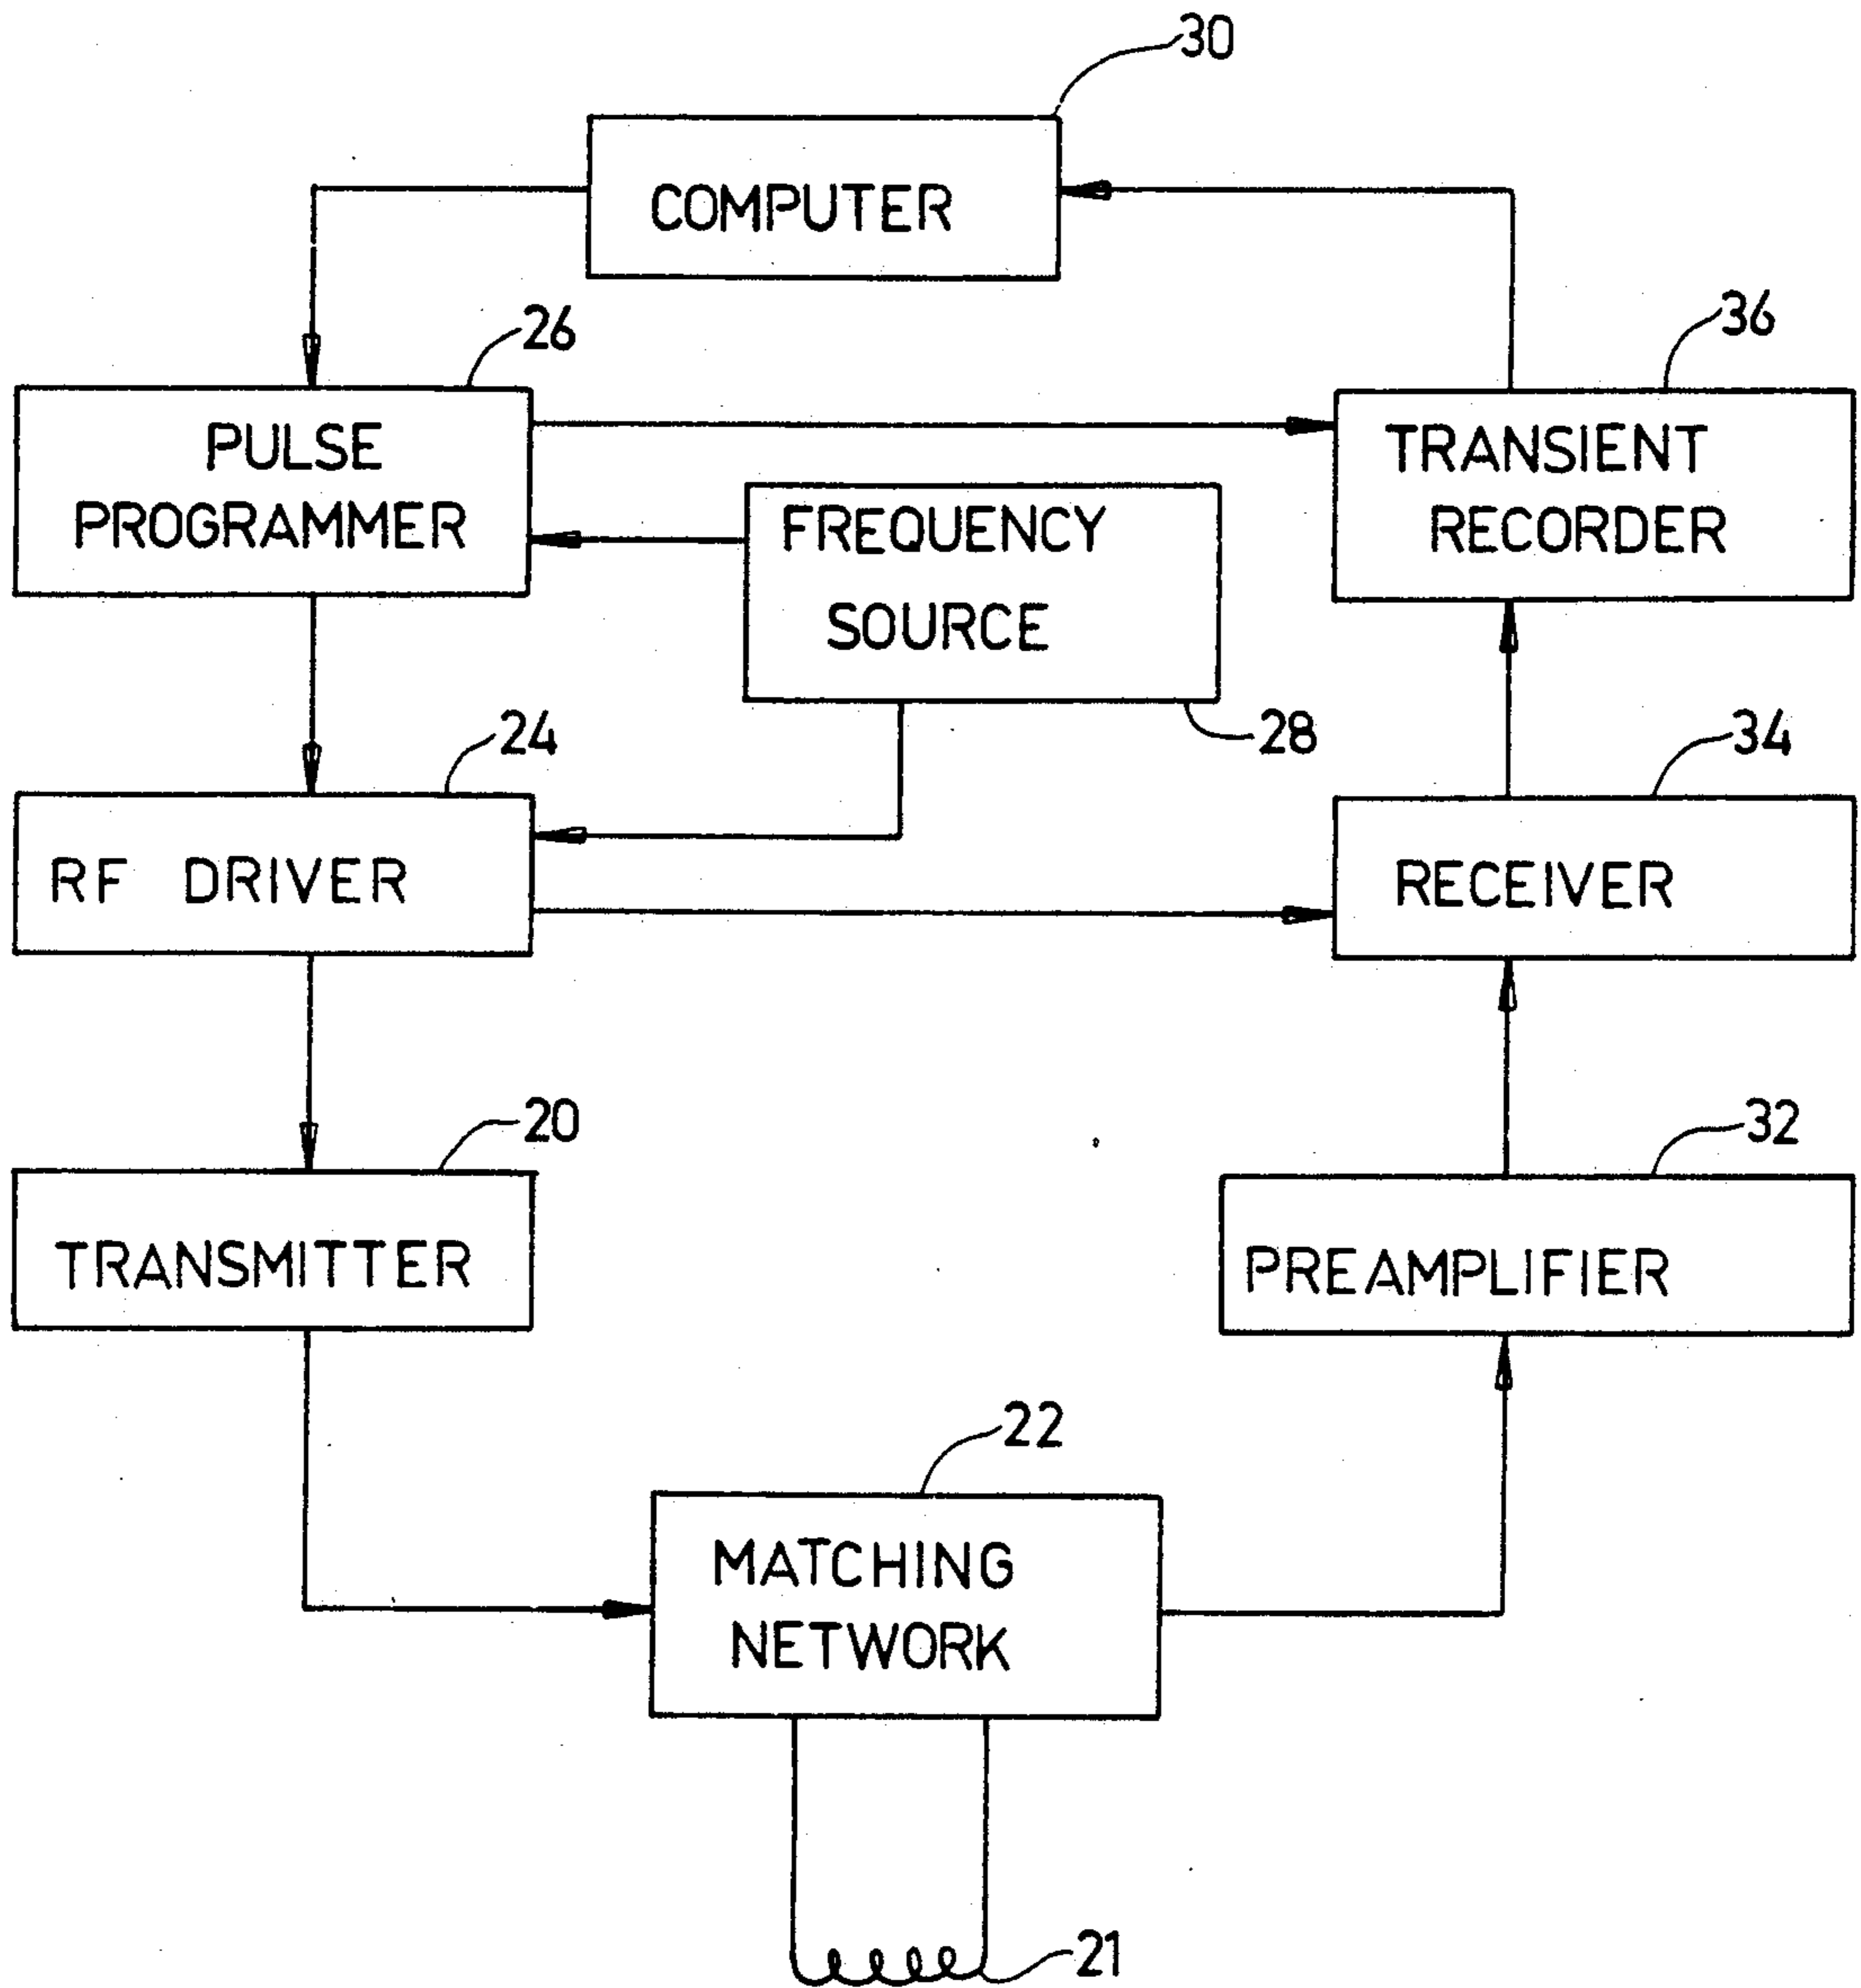 30
COMPUTER
26
PULSE
PROGRAMMER
36
TRANSIENT
RECORDER
FREQUENCY
SOURCE
28
24
RF DRIVER
34
RECEIVER
20
TRANSMITTER
32
PREAMPLIFIER
22
MATCHING
NETWORK
21